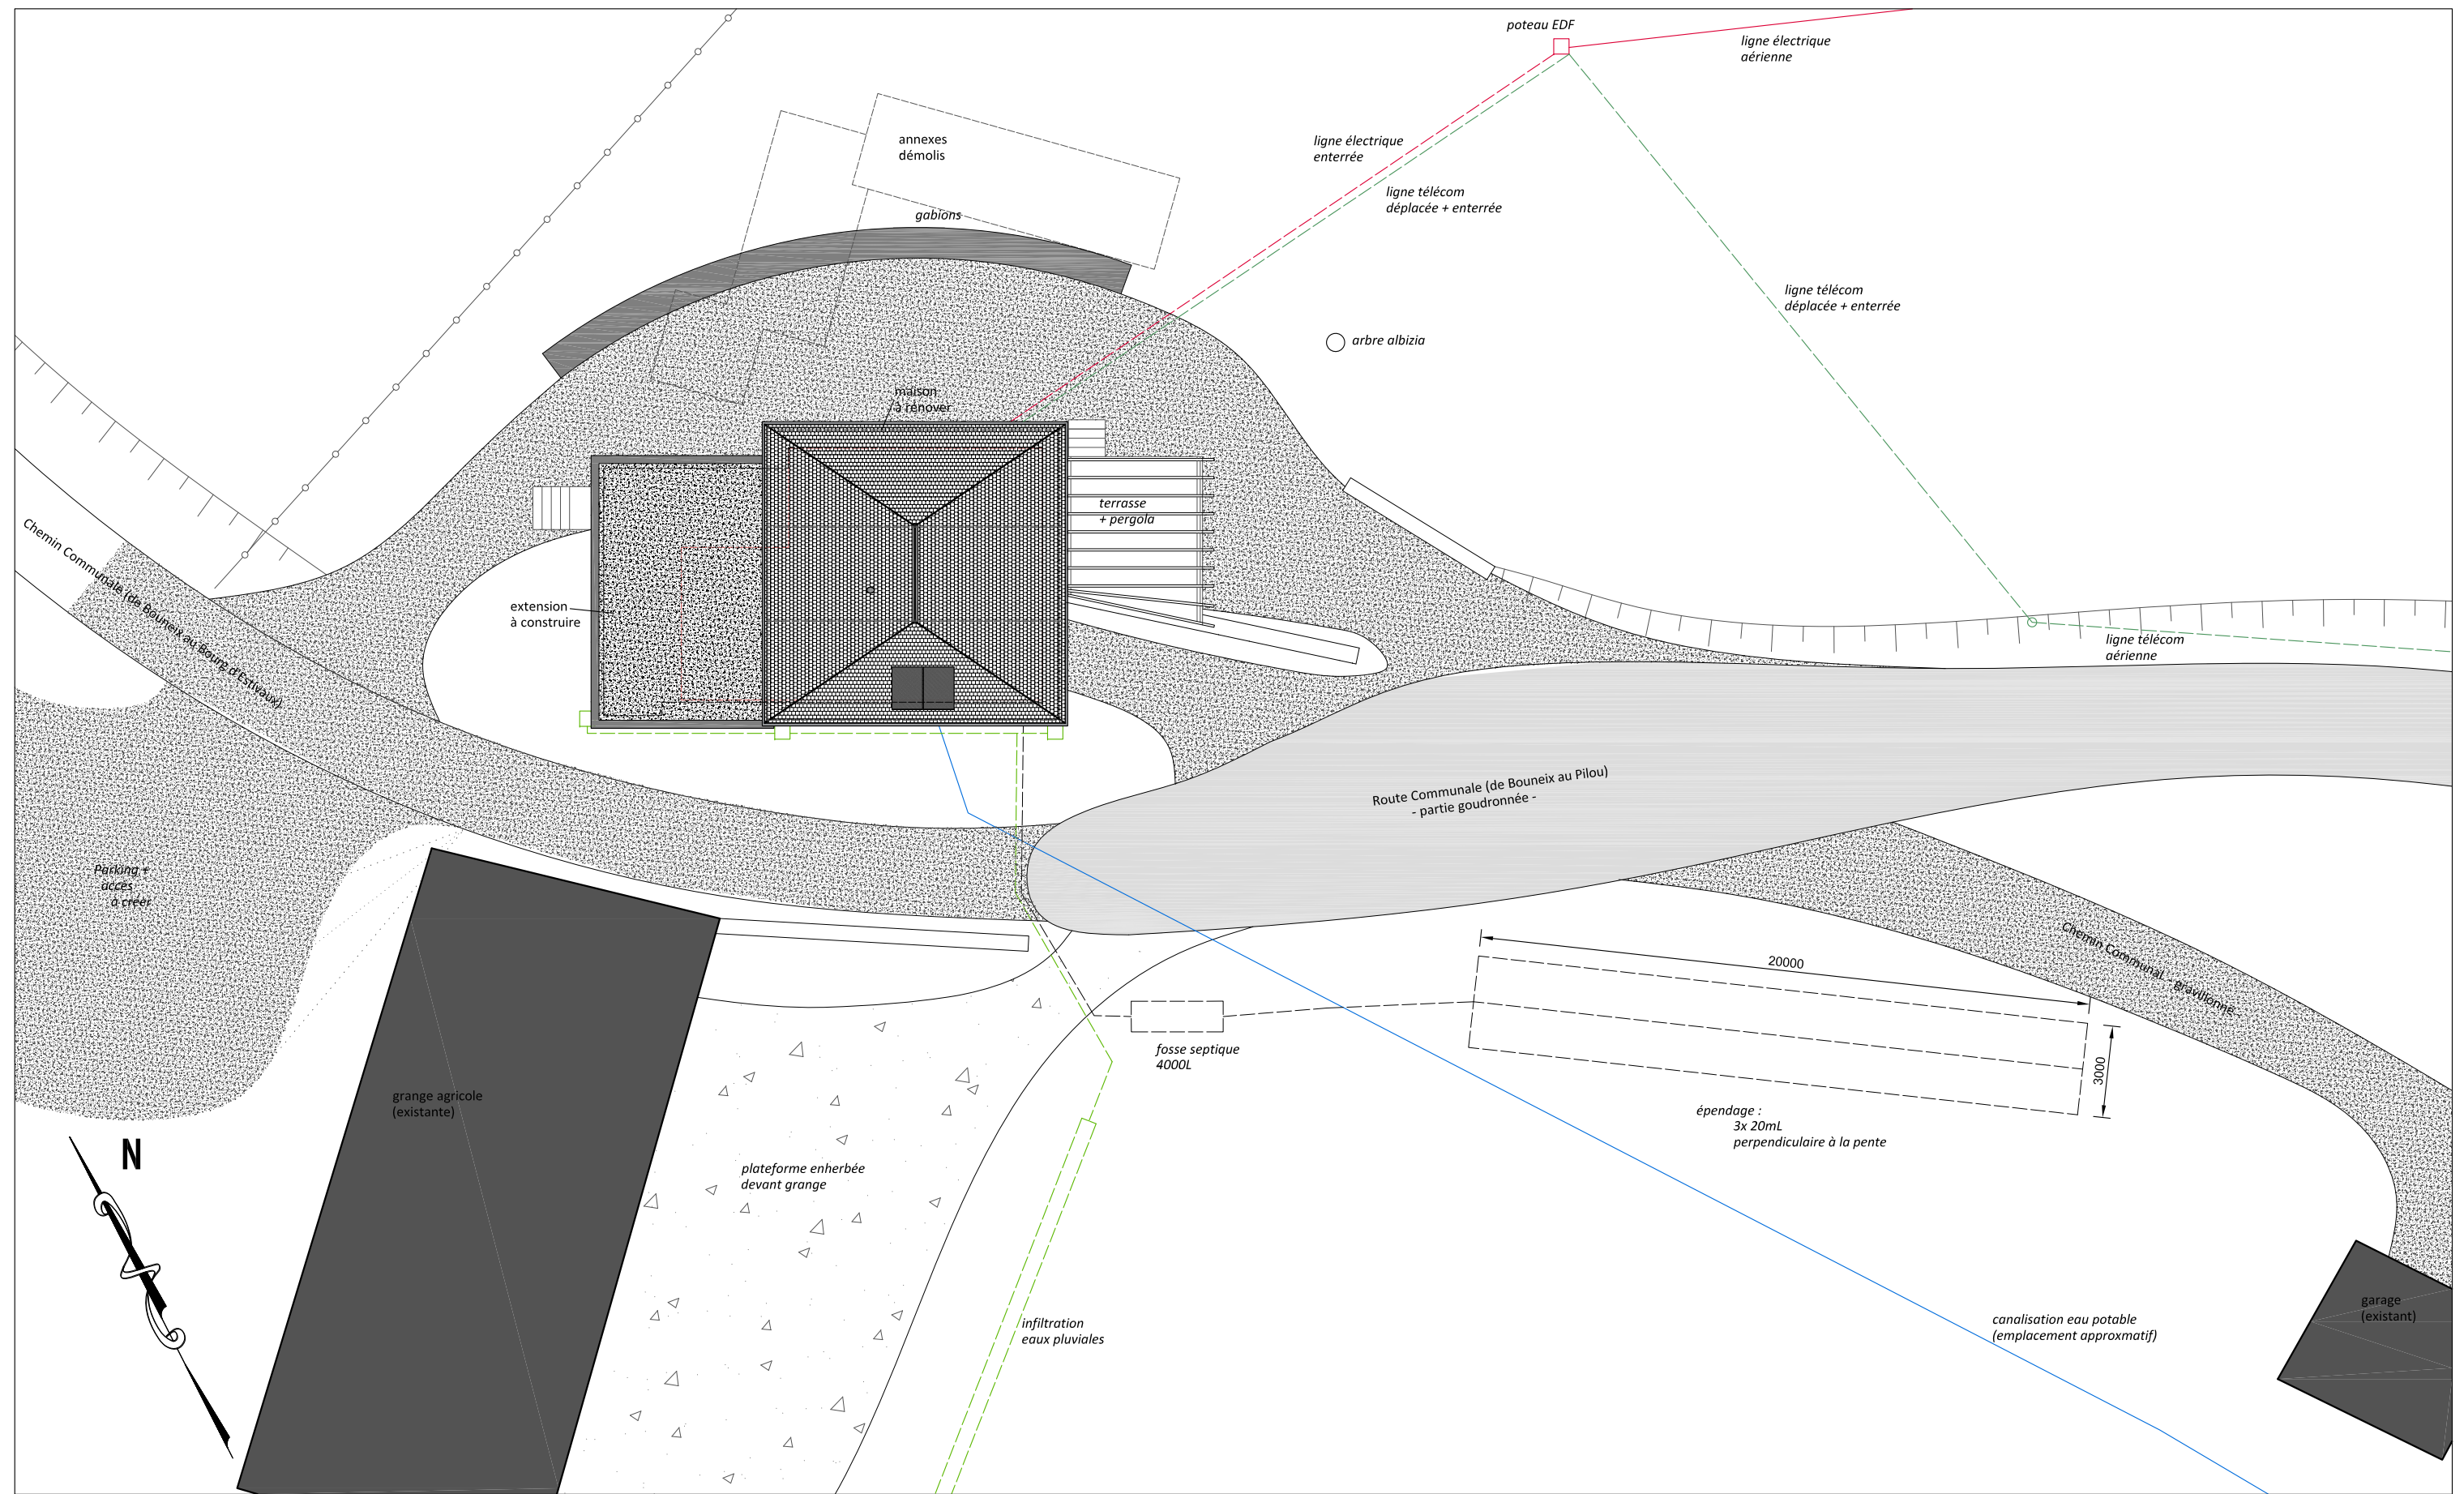 poteau EDF
ligne électrique
aérienne
annexes
démolis
ligne électrique
enterrée
ligne télécom
déplacée + enterrée
gabions
ligne télécom
déplacée + enterrée
arbre albizia
maison
à rénover
terrasse
+ pergola
Chemin Communale (de Bouneix au Bourg d'Estivaux)
extension
à construire
ligne télécom
aérienne
Route Communale (de Bouneix au Pilou)
- partie goudronnée -
Parking +
accès
à créer
Chemin Communal - gravillonné -
20000
3000
fosse septique
4000L
grange agricole
(existante)
épendage :
3x 20mL
perpendiculaire à la pente
N
plateforme enherbée
devant grange
infiltration
eaux pluviales
canalisation eau potable
(emplacement approxmatif)
garage
(existant)